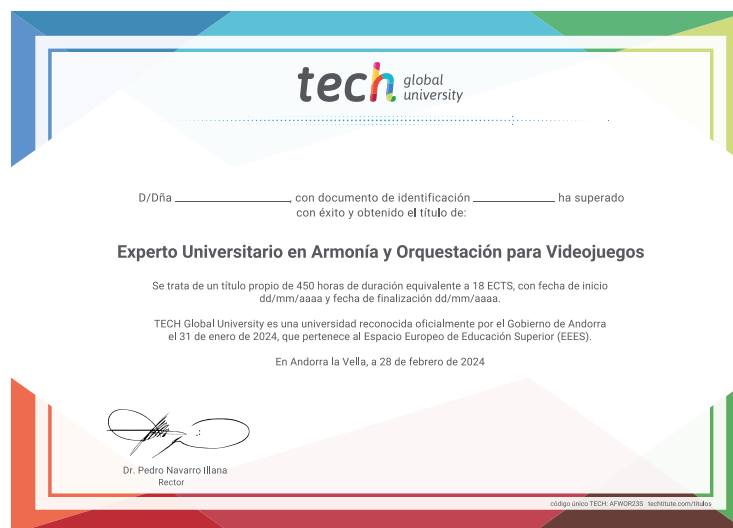 tech global university
D/Dña ____________________, con documento de identificación ______________ ha superado
con éxito y obtenido el título de:
Experto Universitario en Armonía y Orquestación para Videojuegos
Se trata de un título propio de 450 horas de duración equivalente a 18 ECTS, con fecha de inicio
dd/mm/aaaa y fecha de finalización dd/mm/aaaa.
TECH Global University es una universidad reconocida oficialmente por el Gobierno de Andorra
el 31 de enero de 2024, que pertenece al Espacio Europeo de Educación Superior (EEES).
En Andorra la Vella, a 28 de febrero de 2024
Dr. Pedro Navarro Illana
Rector
código único TECH: AFWOR23S techtitute.com/titulos